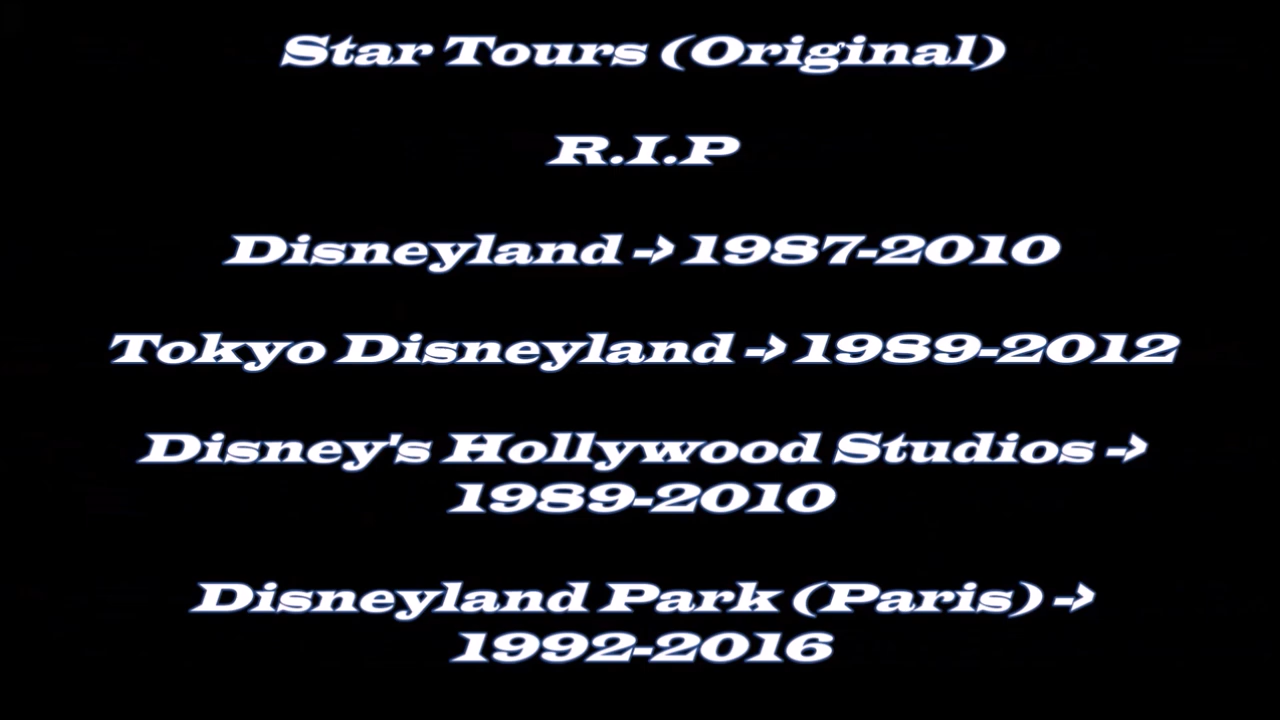 Star Tours (Original)
R.I.P
Disneyland -> 1987-2010
Tokyo Disneyland -> 1989-2012
Disney's Hollywood Studios ->
1989-2010
Disneyland Park (Paris) ->
1992-2016